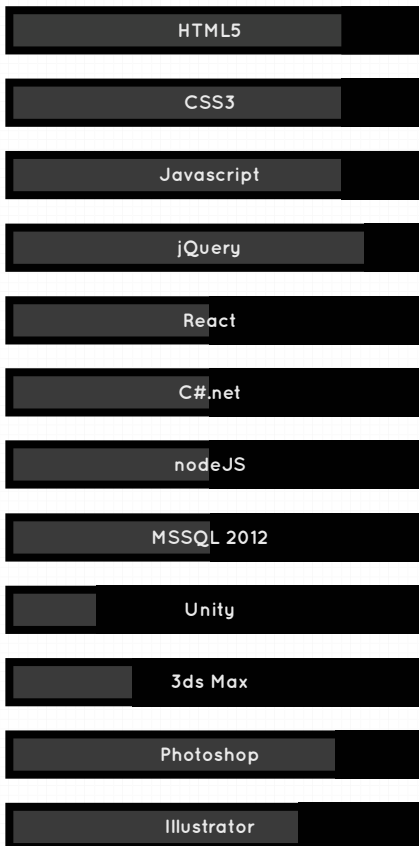 HTML5
CSS3
Javascript
jQuery
React
C#.net
nodeJS
MSSQL 2012
Unity
3ds Max
Photoshop
Illustrator